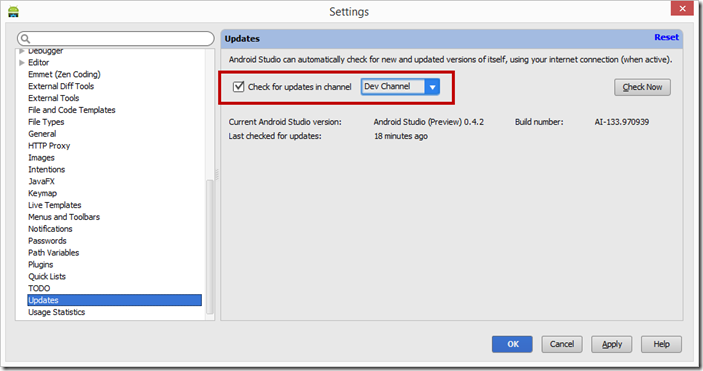 Settings
Debugger
Editor
Emmet (Zen Coding)
External Diff Tools
External Tools
File and Code Templates
File Types
General
HTTP Proxy
Images
Intentions
JavaFX
Keymap
Live Templates
Menus and Toolbars
Notifications
Passwords
Path Variables
Plugins
Quick Lists
TODO
Updates
Usage Statistics
Updates Reset
Android Studio can automatically check for new and updated versions of itself, using your internet connection (when active).
Check for updates in channel Dev Channel Check Now
Current Android Studio version: Android Studio (Preview) 0.4.2 Build number: AI-133.970939
Last checked for updates: 18 minutes ago
OK Cancel Apply Help